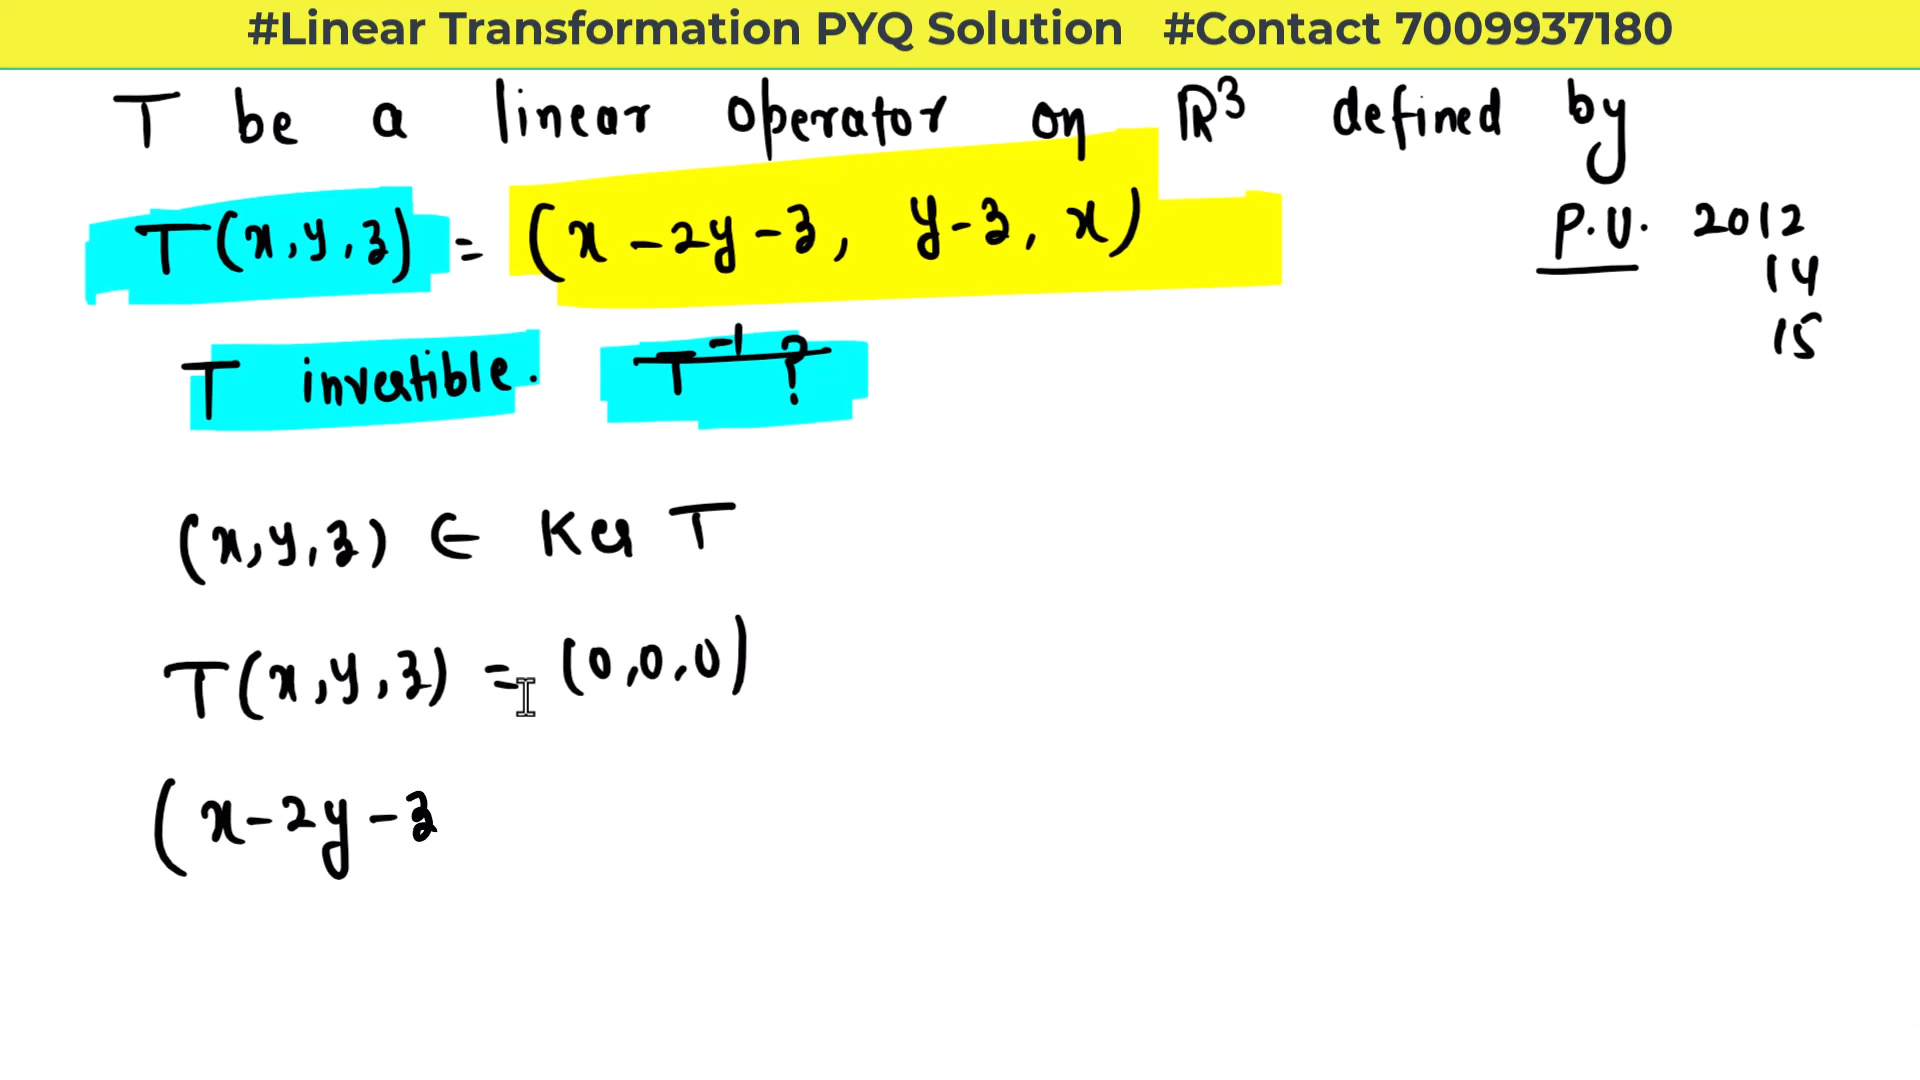 #Linear Transformation PYQ Solution #Contact 7009937180
T be a linear operator on ℝ³ defined by
T(x,y,z) = (x-2y-z, y-z, x)
P.U. 2012
14
15
T invertible. T⁻¹ ?
(x,y,z) ∈ Ker T
T(x,y,z) = (0,0,0)
(x-2y-z